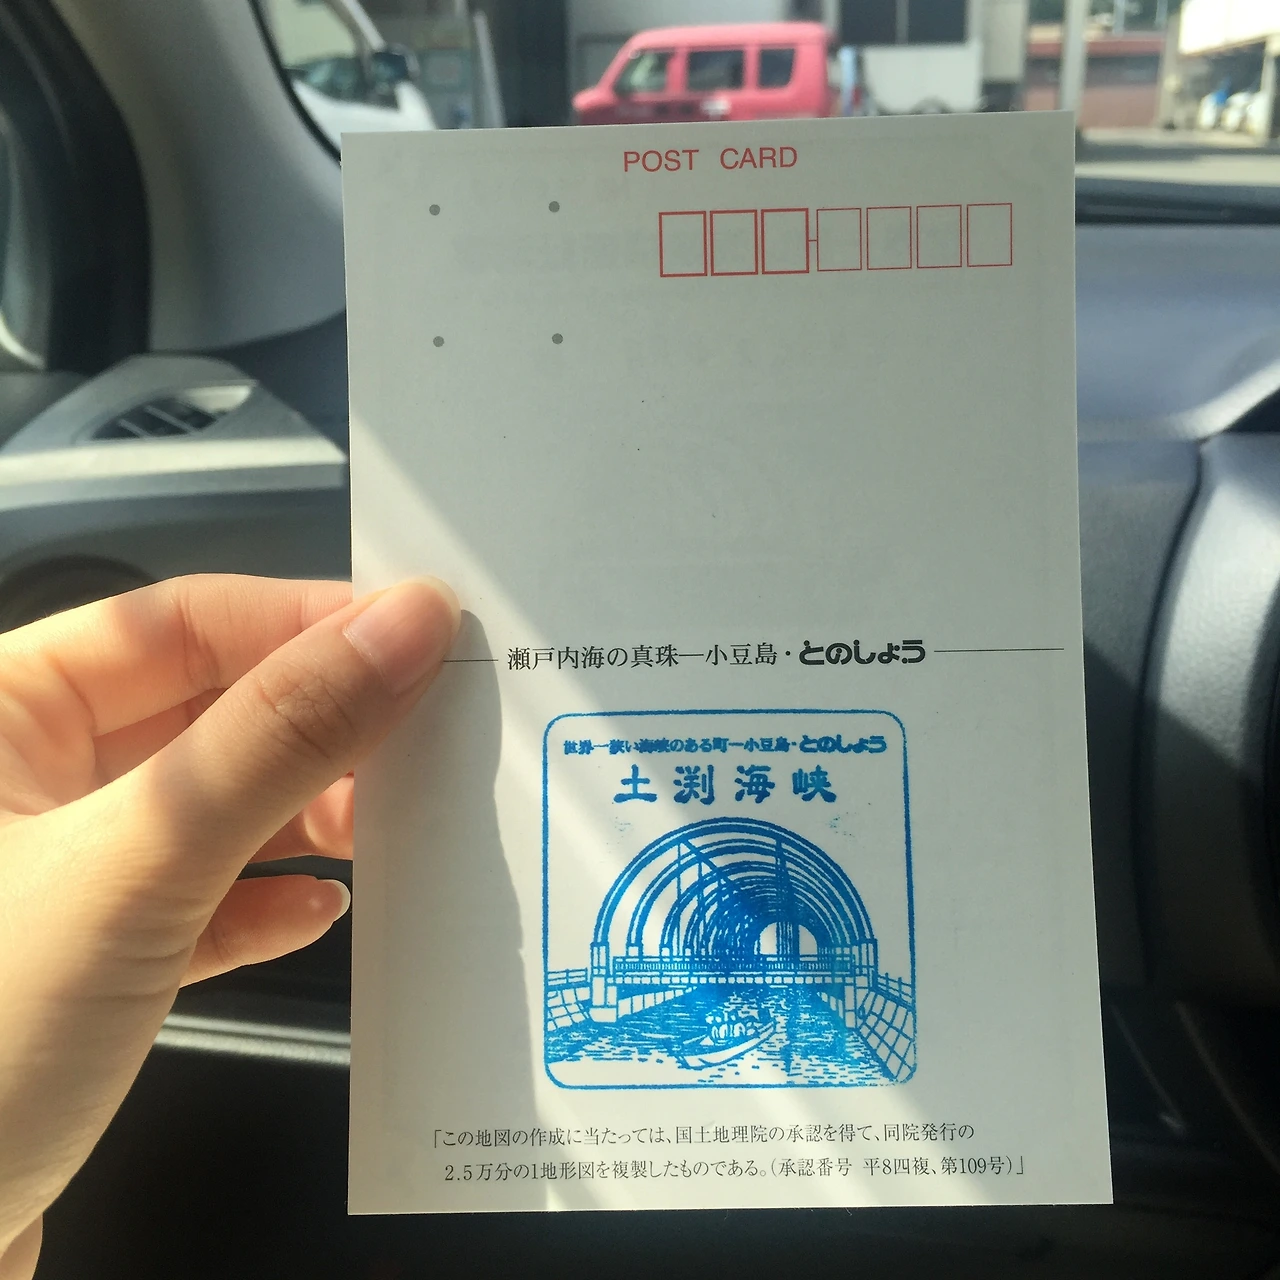 POST CARD
瀬戸内海の真珠―小豆島・とのしょう
世界一狭い海峡のある町―小豆島・とのしょう
土渕海峡
「この地図の作成に当たっては、国土地理院の承認を得て、同院発行の
2.5万分の1地形図を複製したものである。(承認番号 平8四複、第109号)」